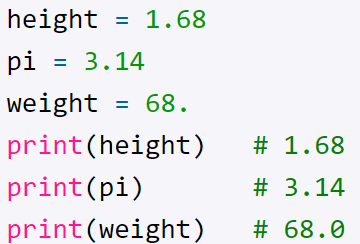 height = 1.68
pi = 3.14
weight = 68.
print(height)   # 1.68
print(pi)       # 3.14
print(weight)   # 68.0